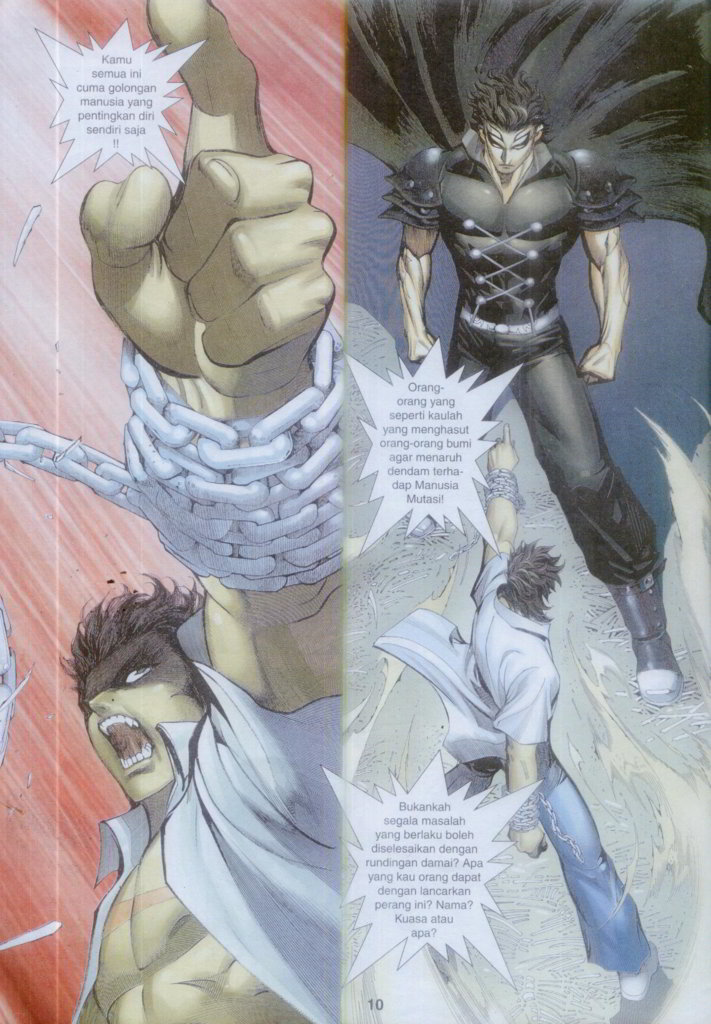 Kamu
semua ini
cuma golongan
manusia yang
pentingkan diri
sendiri saja
!!
Orang-
orang yang
seperti kaulah
yang menghasut
orang-orang bumi
agar menaruh
dendam terha-
dap Manusia
Mutasi!
Bukankah
segala masalah
yang berlaku boleh
diselesaikan dengan
rundingan damai? Apa
yang kau orang dapat
dengan lancarkan
perang ini? Nama?
Kuasa atau
apa?
10